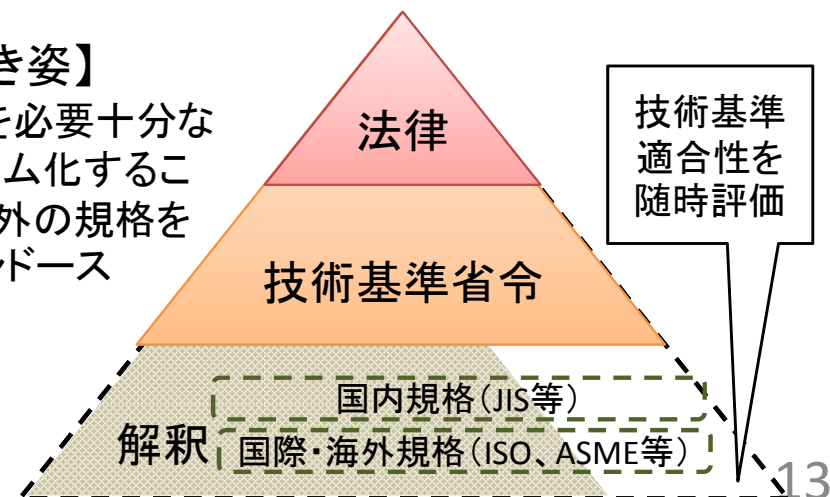 き姿】
を必要十分な
ム化するこ
外の規格を
ドース
法律
技術基準省令
解釈
国内規格（JIS等）
国際・海外規格（ISO、ASME等）
技術基準
適合性を
随時評価
13